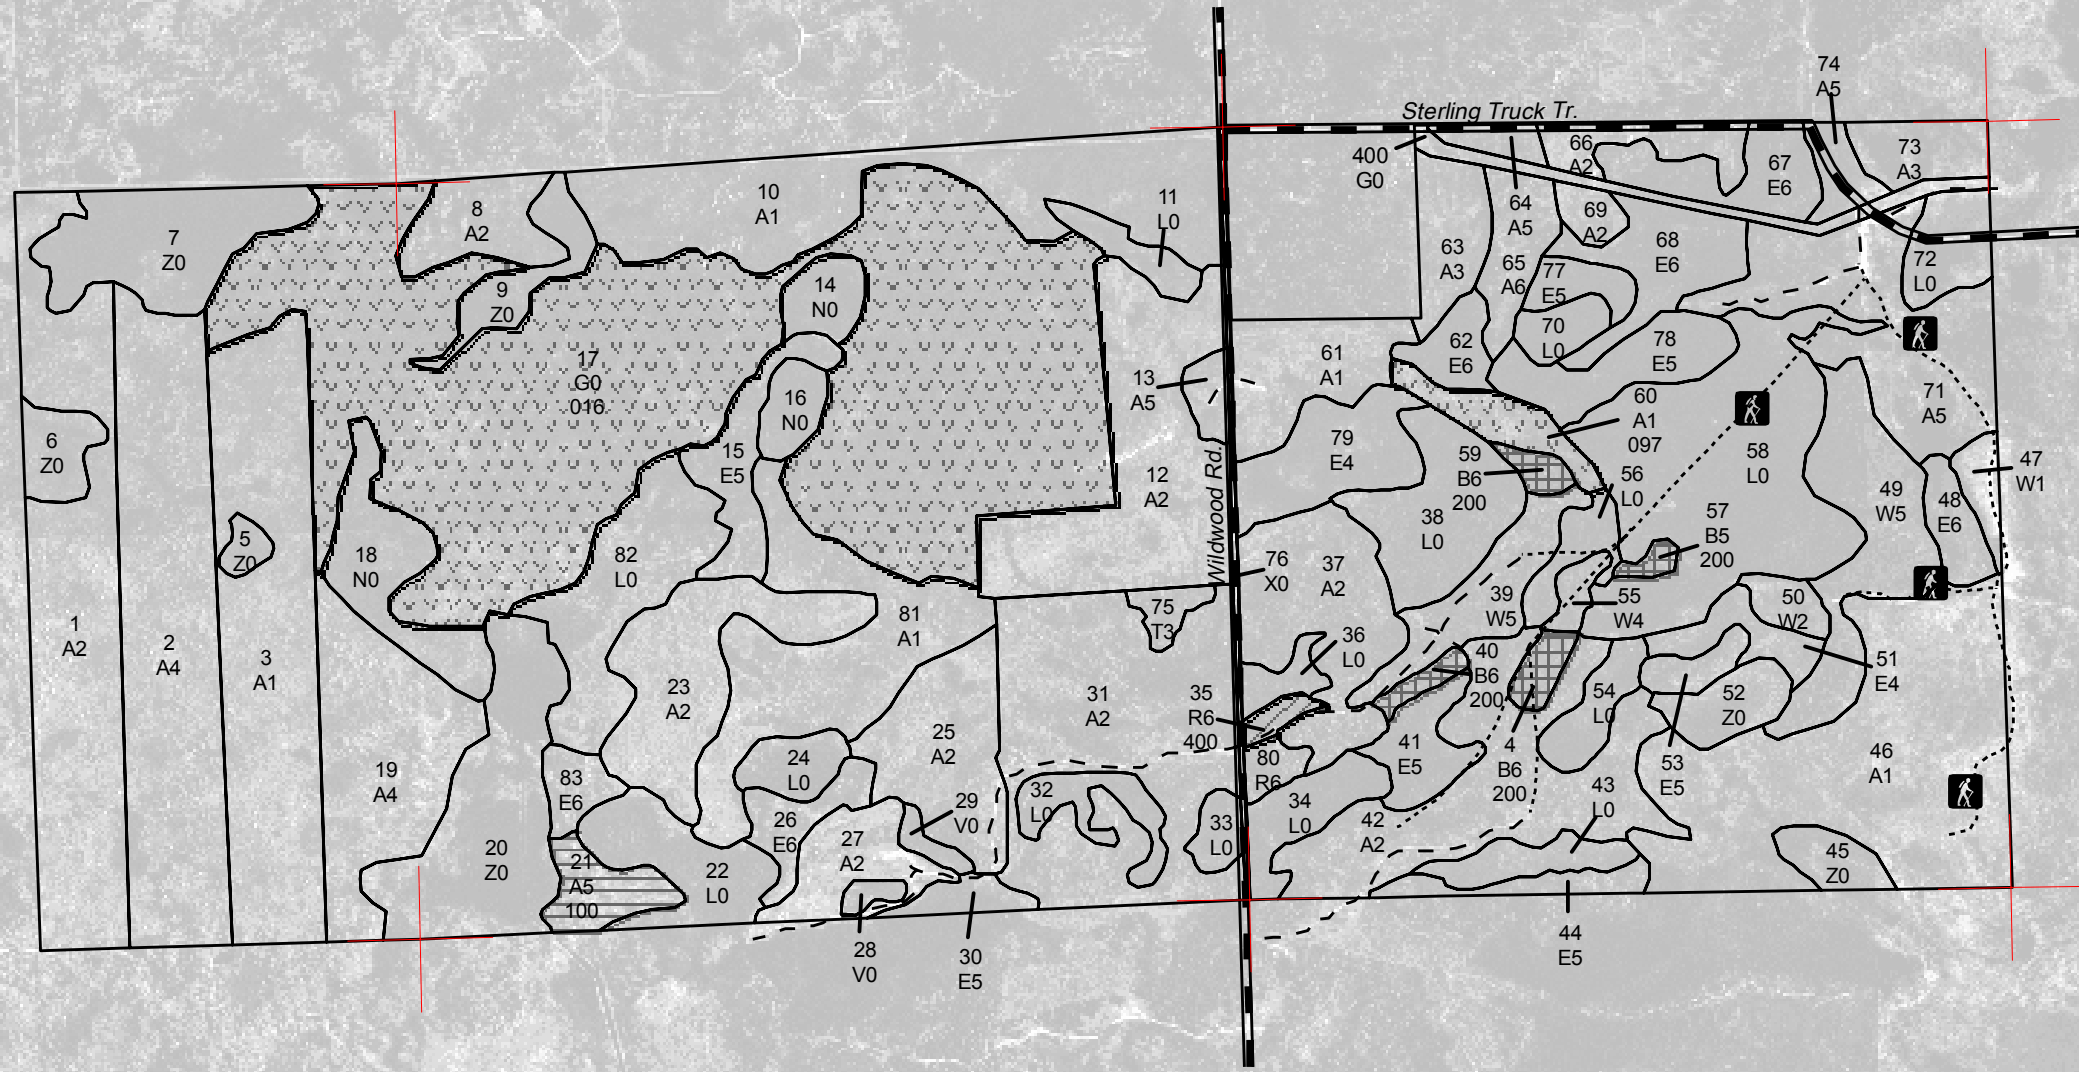 74
A5
Sterling Truck Tr.
400
G0
66
A2
67
E6
73
A3
10
A1
11
L0
8
A2
64
A5
69
A2
7
Z0
63
A3
68
E6
65
A6
77
E5
72
L0
9
Z0
14
N0
70
L0
78
E5
17
G0
016
62
E6
61
A1
13
A5
71
A5
16
N0
60
A1
097
6
Z0
79
E4
15
E5
59
B6
200
58
L0
47
W1
12
A2
Wildwood Rd.
56
L0
49
W5
48
E6
38
L0
57
B5
200
5
Z0
18
N0
82
L0
76
X0
37
A2
39
W5
55
W4
50
W2
75
T3
81
A1
1
A2
2
A4
3
A1
36
L0
40
B6
200
51
E4
23
A2
31
A2
35
R6
400
54
L0
52
Z0
25
A2
41
E5
4
B6
200
46
A1
24
L0
80
R6
53
E5
19
A4
83
E6
32
L0
34
L0
43
L0
29
V0
26
E6
33
L0
42
A2
27
A2
20
Z0
21
A5
100
22
L0
45
Z0
28
V0
30
E5
44
E5